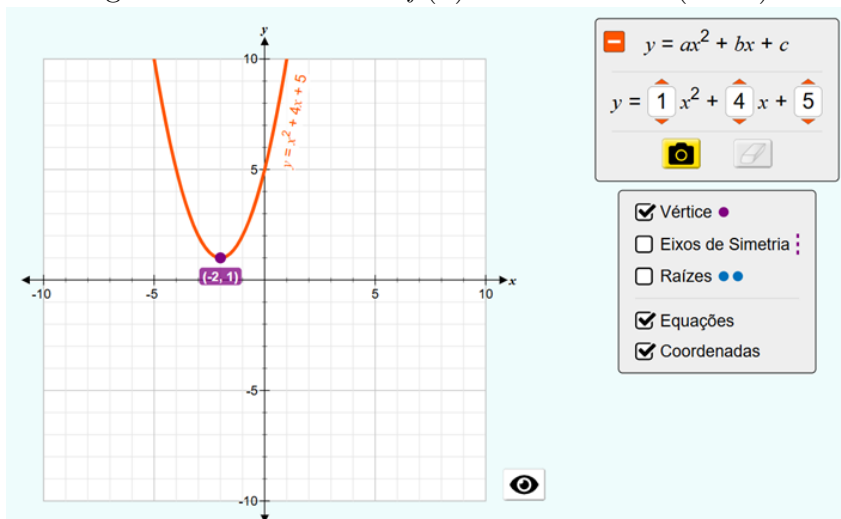 y
10
5
-10
-5
5
10
x
-5
-10
(-2, 1)
y = x² + 4x + 5
y = ax² + bx + c
y = 1 x² + 4 x + 5
Vértice
Eixos de Simetria
Raízes
Equações
Coordenadas